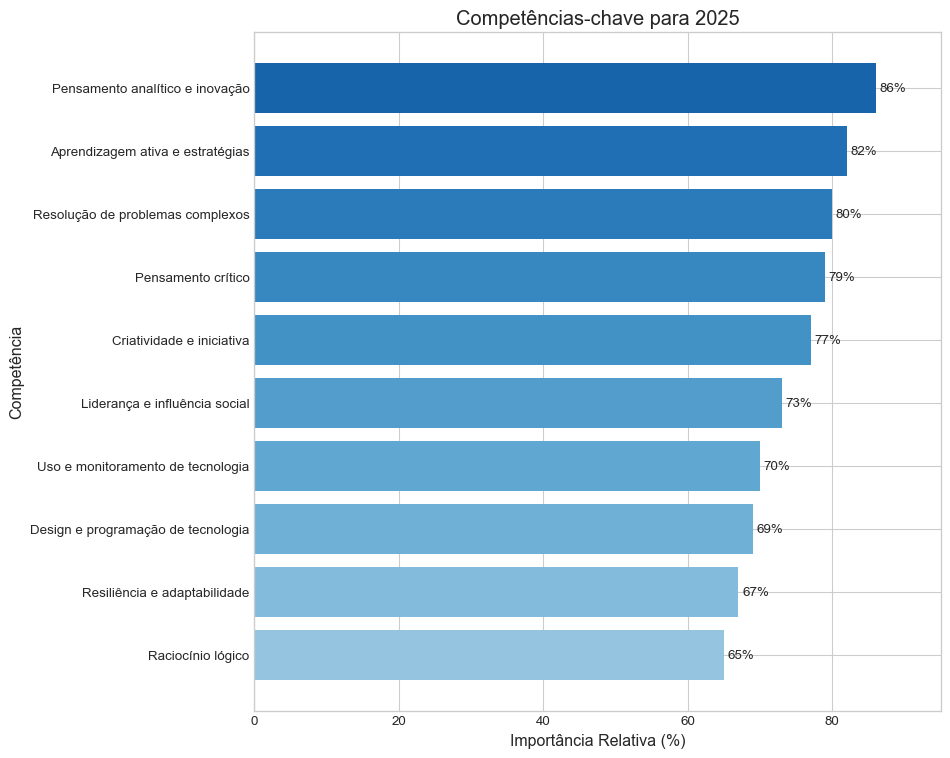 Competências-chave para 2025
Pensamento analítico e inovação 86%
Aprendizagem ativa e estratégias 82%
Resolução de problemas complexos 80%
Pensamento crítico 79%
Criatividade e iniciativa 77%
Liderança e influência social 73%
Uso e monitoramento de tecnologia 70%
Design e programação de tecnologia 69%
Resiliência e adaptabilidade 67%
Raciocínio lógico 65%
Competência
0 20 40 60 80
Importância Relativa (%)